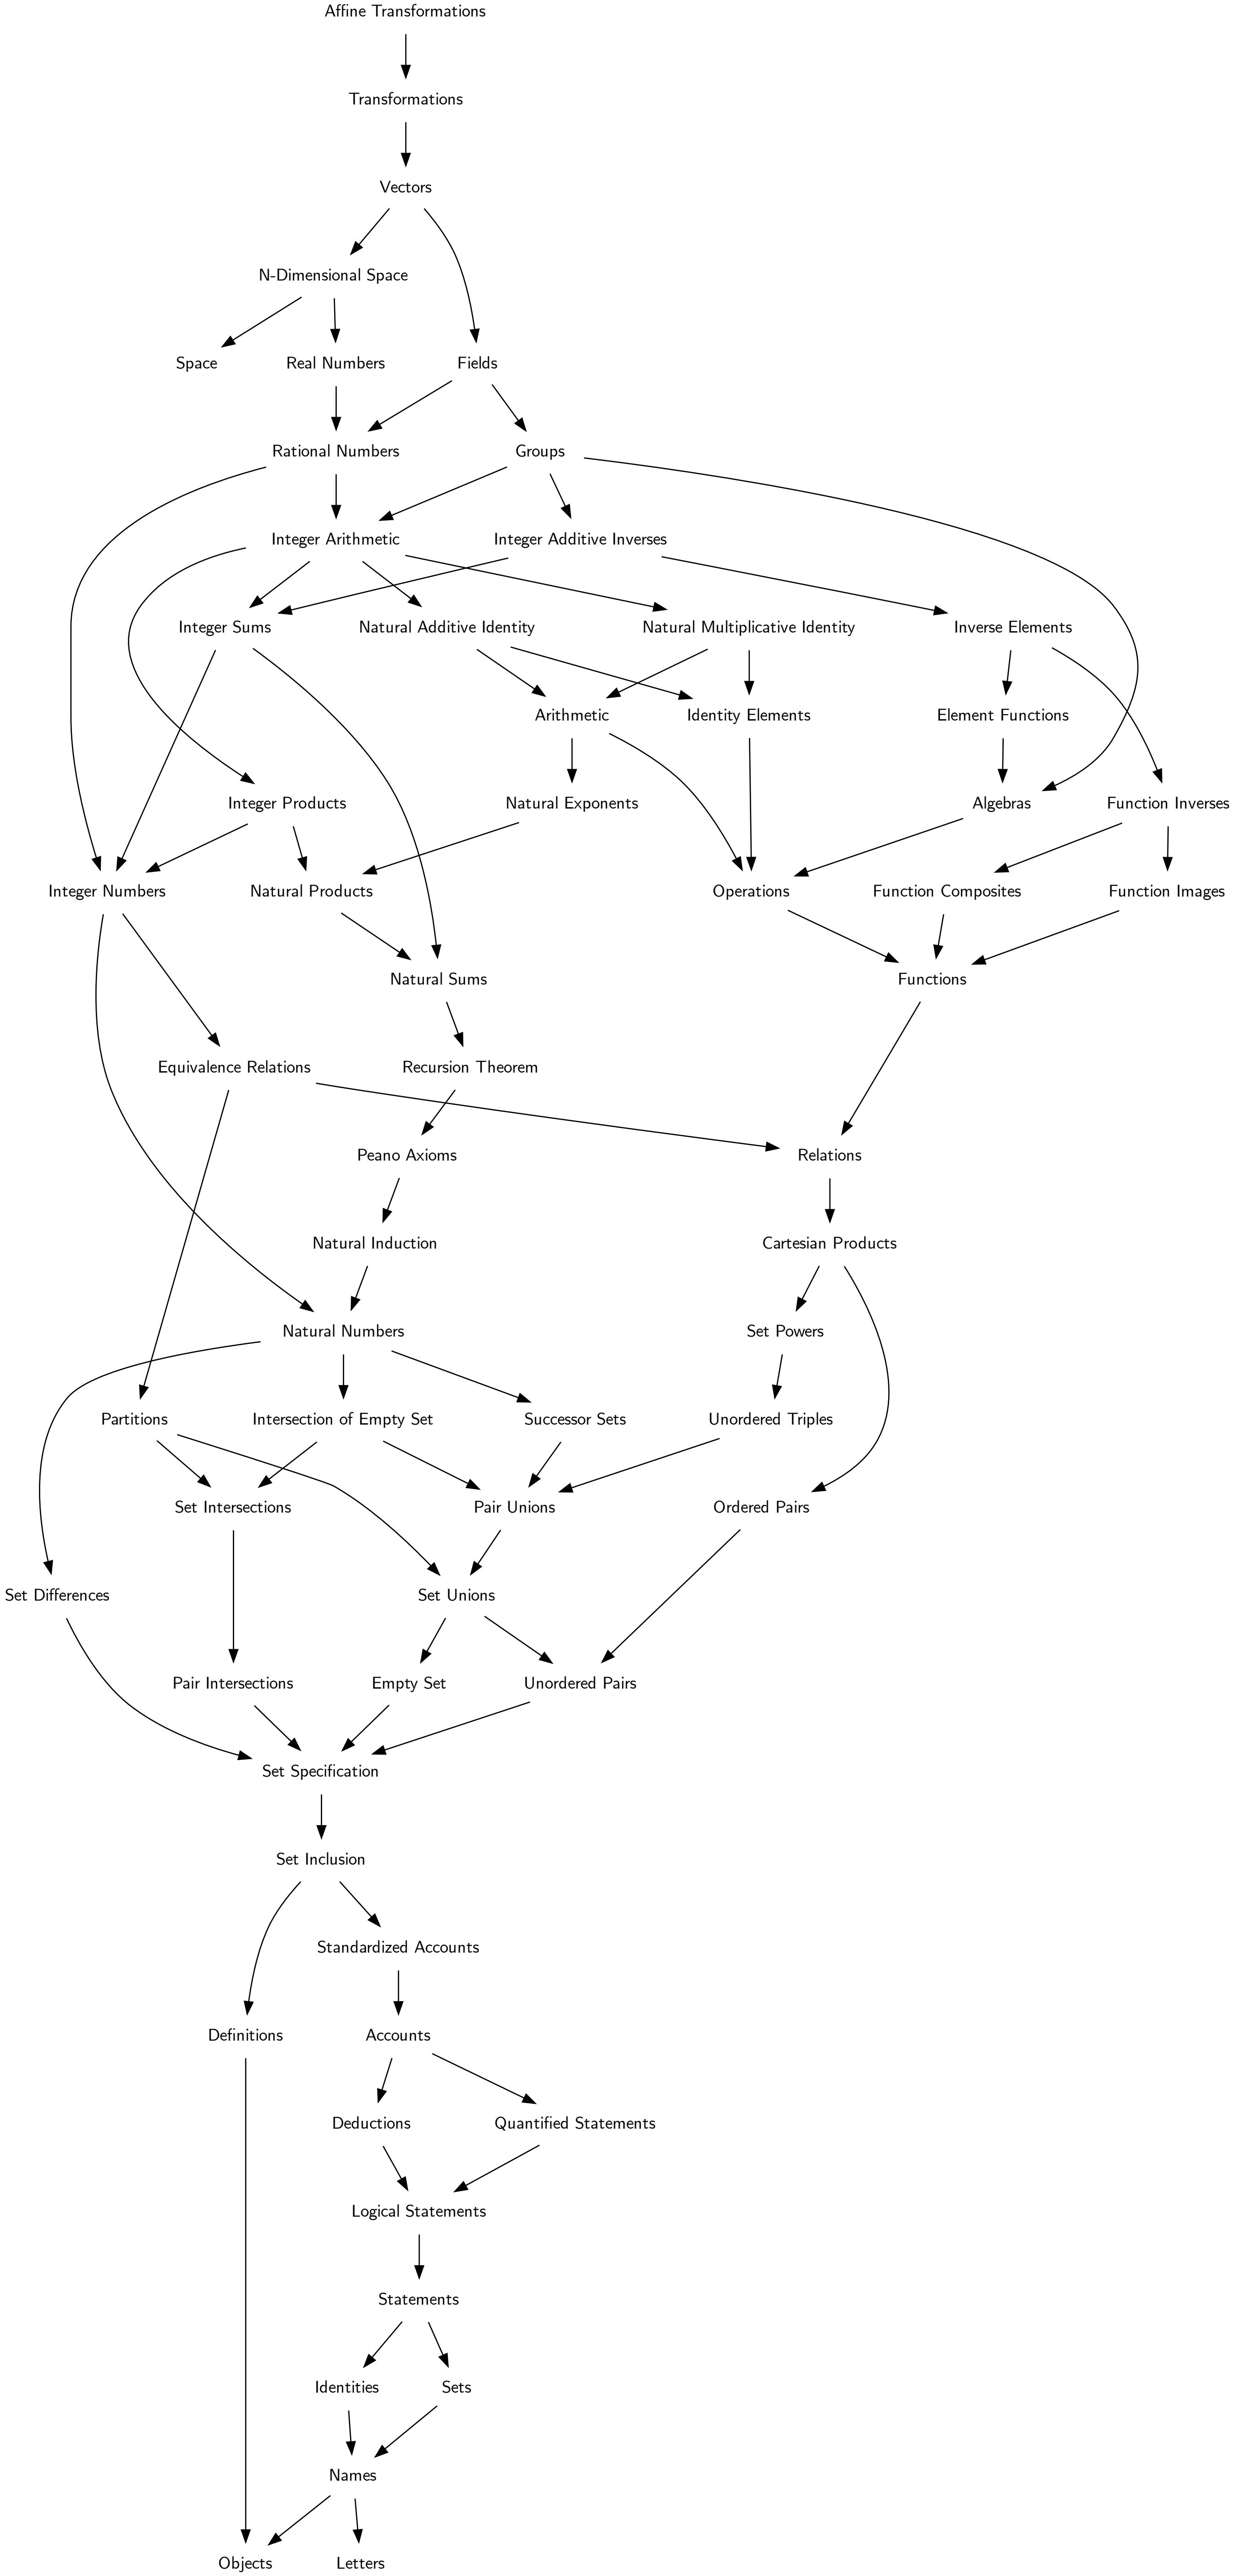 Affine Transformations
Transformations
Vectors
N-Dimensional Space
Space
Real Numbers
Fields
Rational Numbers
Groups
Integer Arithmetic
Integer Additive Inverses
Integer Sums
Natural Additive Identity
Natural Multiplicative Identity
Inverse Elements
Arithmetic
Identity Elements
Element Functions
Integer Products
Natural Exponents
Algebras
Function Inverses
Integer Numbers
Natural Products
Operations
Function Composites
Function Images
Natural Sums
Functions
Equivalence Relations
Recursion Theorem
Peano Axioms
Relations
Natural Induction
Cartesian Products
Natural Numbers
Set Powers
Partitions
Intersection of Empty Set
Successor Sets
Unordered Triples
Set Intersections
Pair Unions
Ordered Pairs
Set Differences
Set Unions
Pair Intersections
Empty Set
Unordered Pairs
Set Specification
Set Inclusion
Standardized Accounts
Definitions
Accounts
Deductions
Quantified Statements
Logical Statements
Statements
Identities
Sets
Names
Objects
Letters